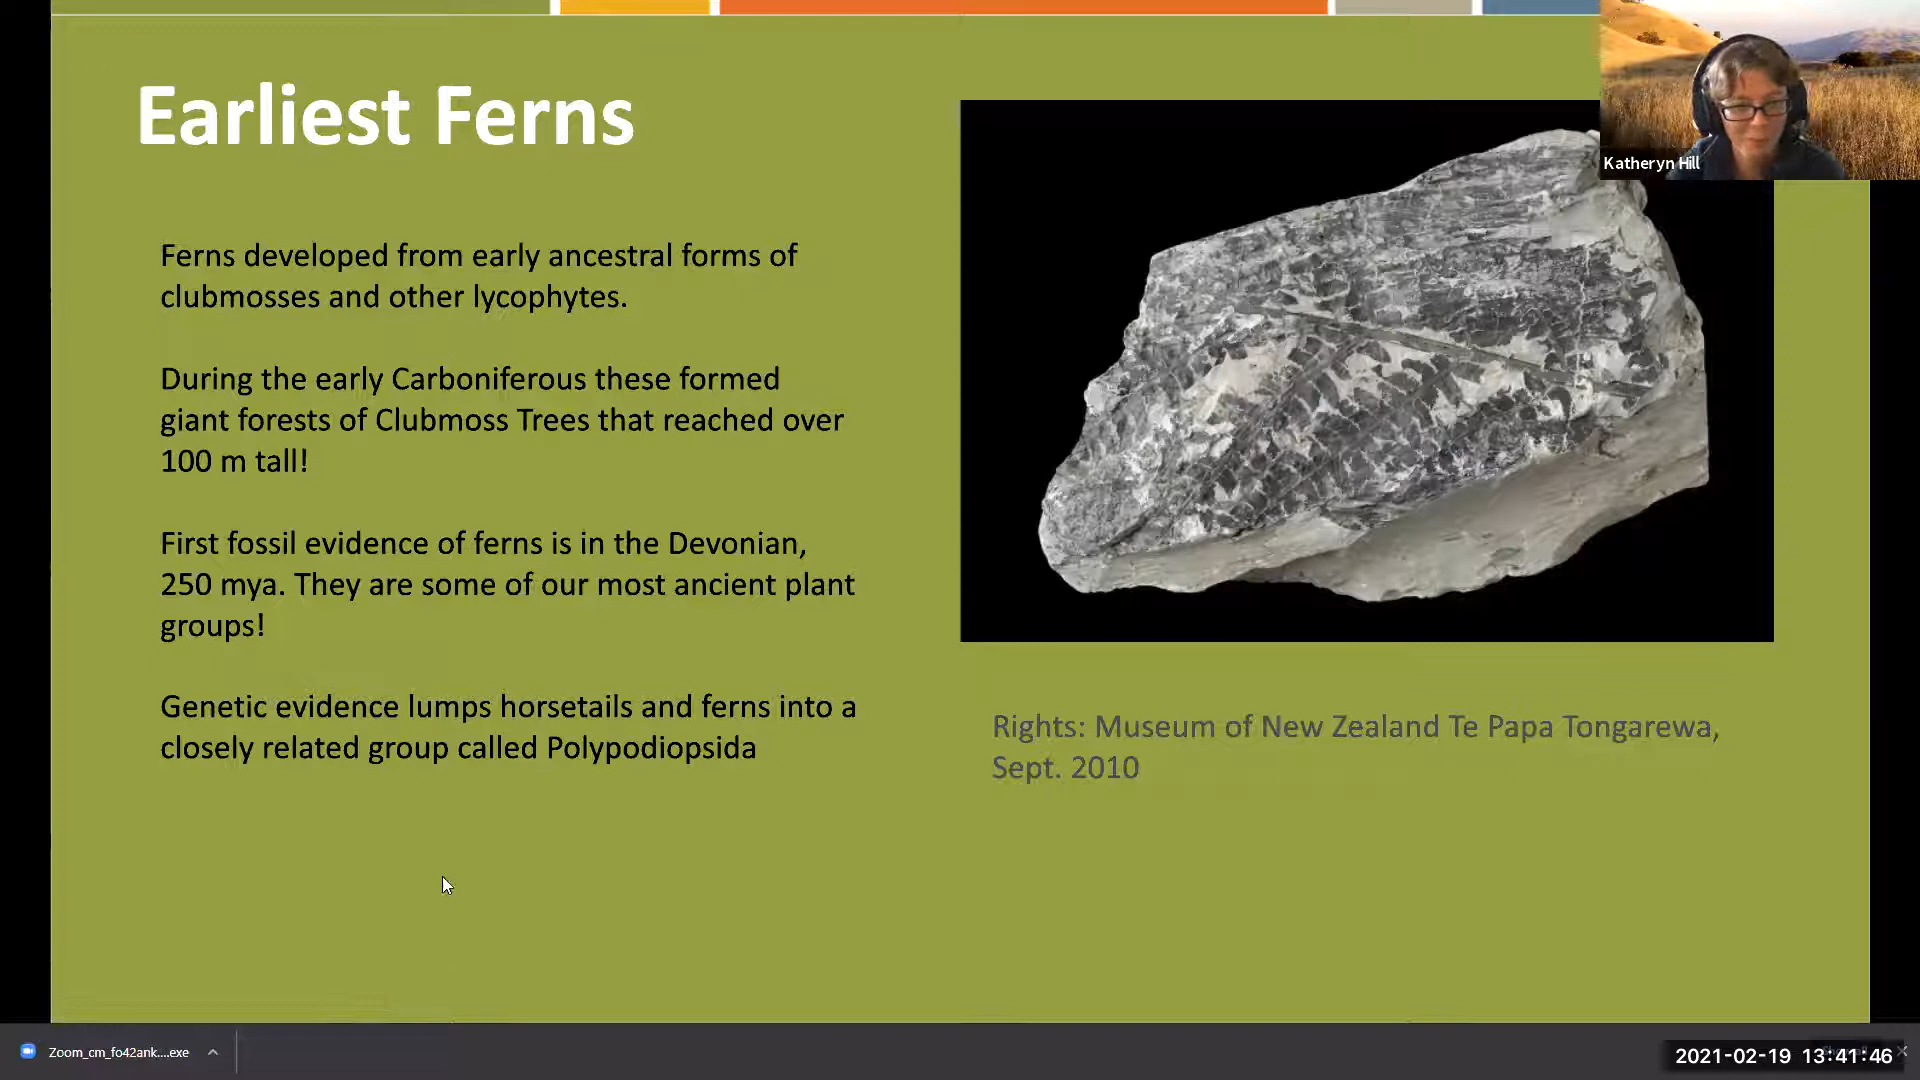 Earliest Ferns
Ferns developed from early ancestral forms of
clubmosses and other lycophytes.
During the early Carboniferous these formed
giant forests of Clubmoss Trees that reached over
100 m tall!
First fossil evidence of ferns is in the Devonian,
250 mya. They are some of our most ancient plant
groups!
Genetic evidence lumps horsetails and ferns into a
closely related group called Polypodiopsida
Katheryn Hill
Rights: Museum of New Zealand Te Papa Tongarewa,
Sept. 2010
Zoom_cm_fo42ank....exe
2021-02-19 13:41:46